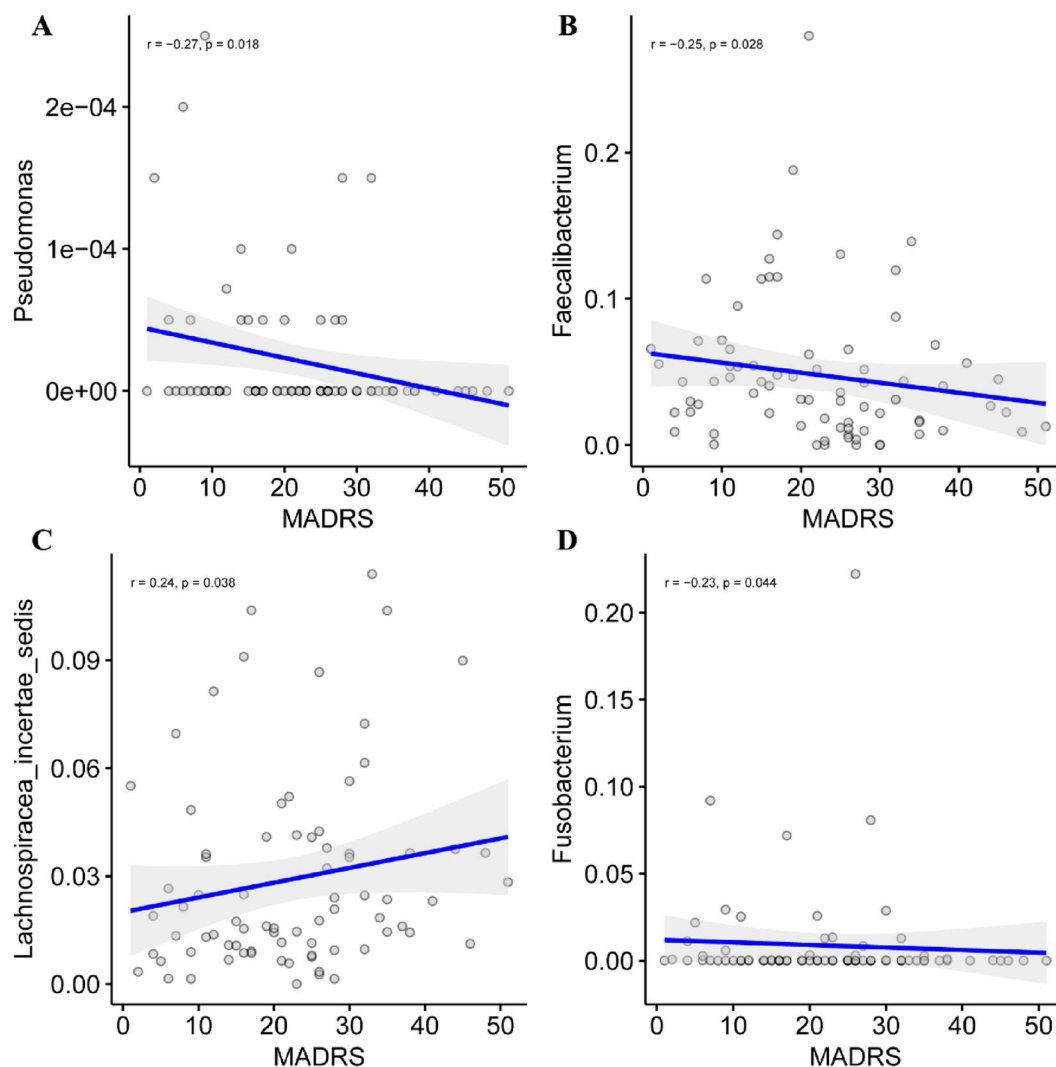 A
r = −0.27, p = 0.018
Pseudomonas
2e−04
1e−04
0e+00
0 10 20 30 40 50
MADRS
B
r = −0.25, p = 0.028
Faecalibacterium
0.2
0.1
0.0
0 10 20 30 40 50
MADRS
C
r = 0.24, p = 0.038
Lachnospiracea_incertae_sedis
0.09
0.06
0.03
0.00
0 10 20 30 40 50
MADRS
D
r = −0.23, p = 0.044
Fusobacterium
0.20
0.15
0.10
0.05
0.00
0 10 20 30 40 50
MADRS